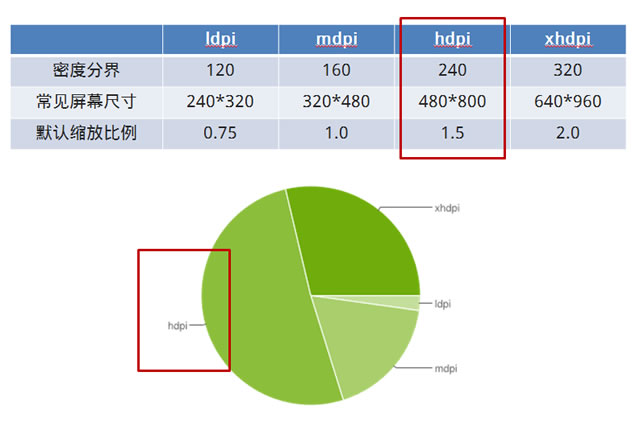 ldpi mdpi hdpi xhdpi
密度分界 120 160 240 320
常见屏幕尺寸 240*320 320*480 480*800 640*960
默认缩放比例 0.75 1.0 1.5 2.0
xhdpi
ldpi
hdpi
mdpi